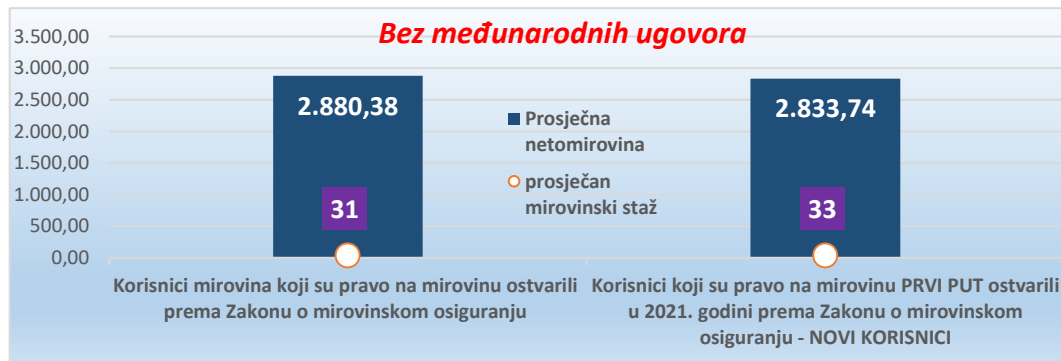 Bez međunarodnih ugovora
3.500,00
3.000,00
2.500,00
2.000,00
1.500,00
1.000,00
500,00
0,00
2.880,38
31
Prosječna
netomirovina
prosječan
mirovinski staž
2.833,74
33
Korisnici mirovina koji su pravo na mirovinu ostvarili
prema Zakonu o mirovinskom osiguranju
Korisnici koji su pravo na mirovinu PRVI PUT ostvarili
u 2021. godini prema Zakonu o mirovinskom
osiguranju - NOVI KORISNICI